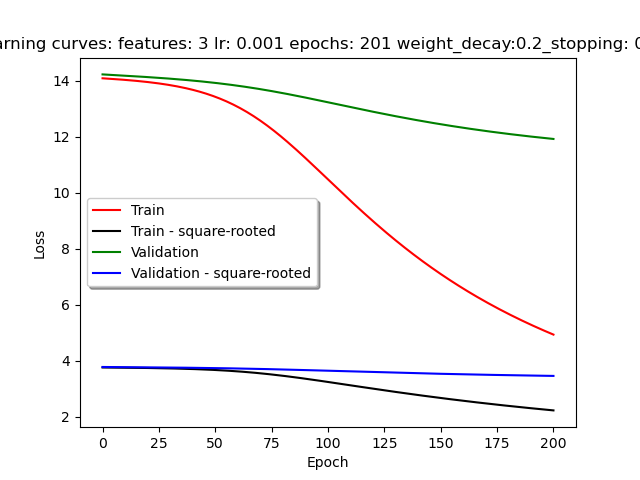 arning curves: features: 3 lr: 0.001 epochs: 201 weight_decay:0.2_stopping: 0
14
12
10
8
6
4
2
Loss
Train
Train - square-rooted
Validation
Validation - square-rooted
0 25 50 75 100 125 150 175 200
Epoch